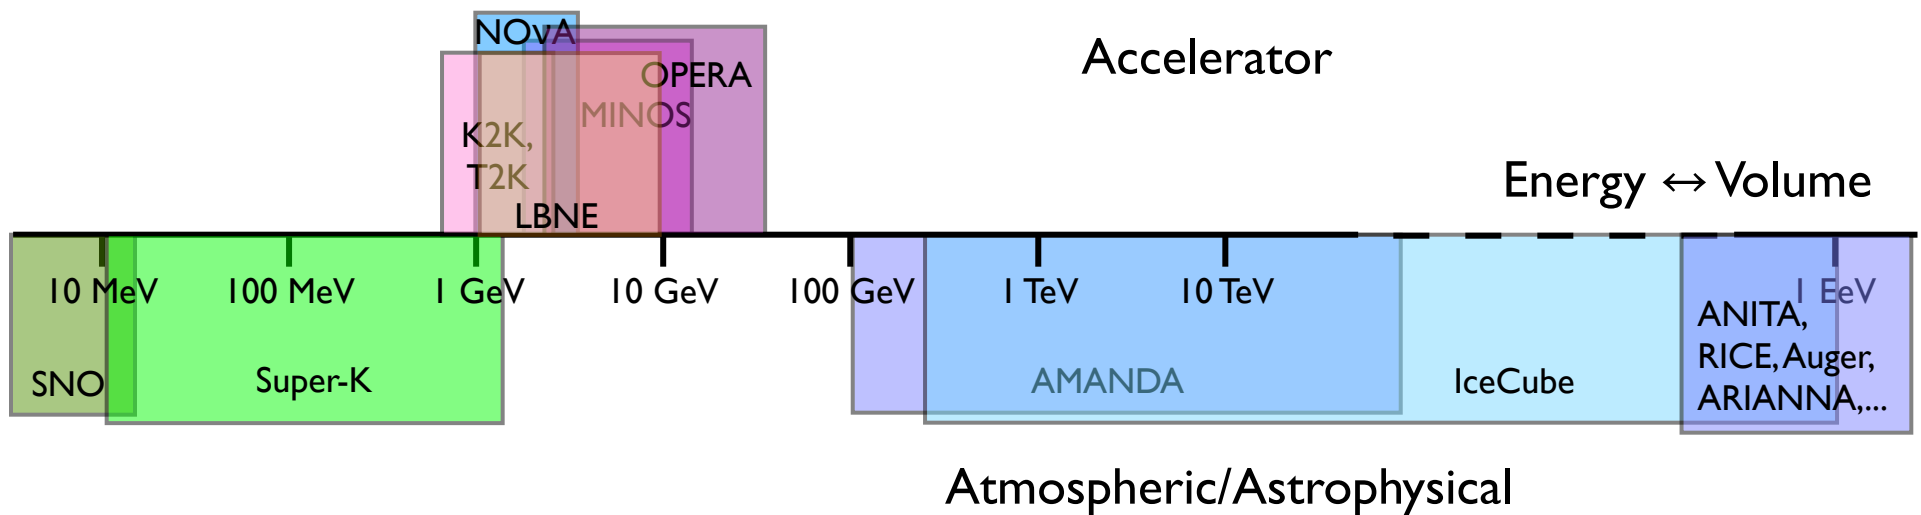 NOνA
Accelerator
OPERA
MINOS
K2K,
T2K
LBNE
Energy ↔ Volume
10 MeV 100 MeV 1 GeV 10 GeV 100 GeV 1 TeV 10 TeV 1 EeV
SNO
Super-K
AMANDA
IceCube
ANITA,
RICE, Auger,
ARIANNA,...
Atmospheric/Astrophysical